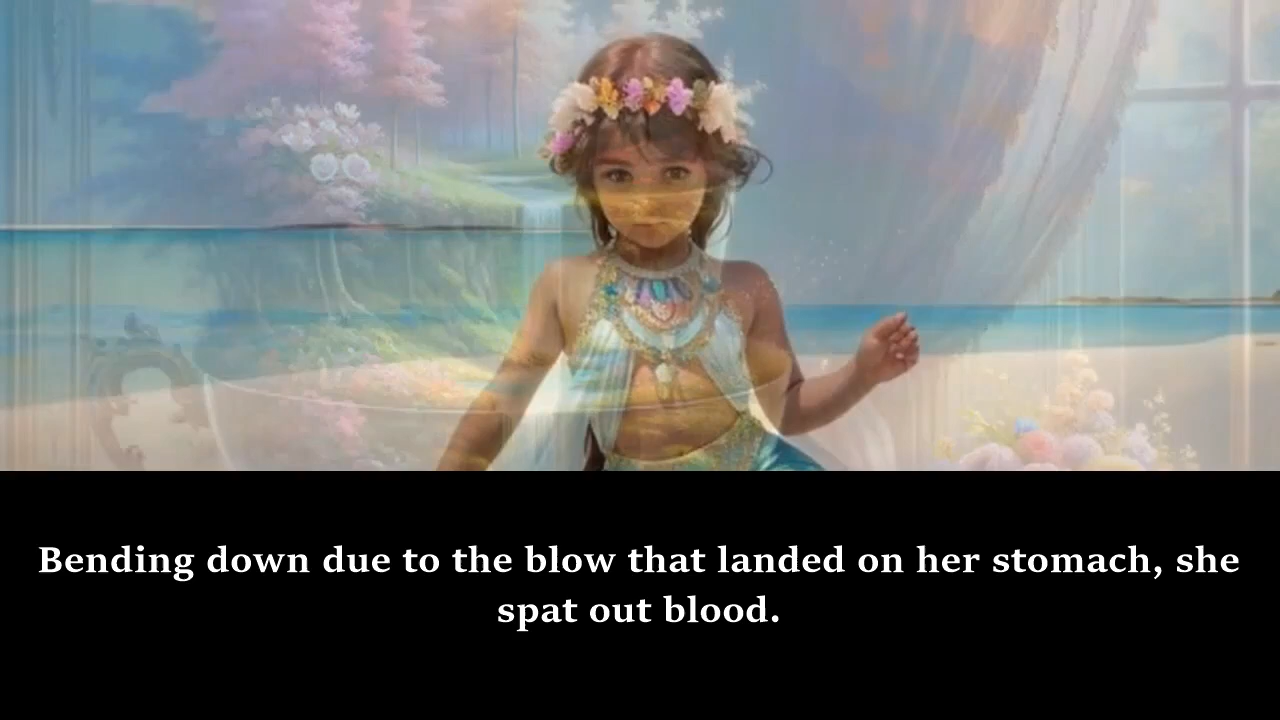 Bending down due to the blow that landed on her stomach, she
spat out blood.